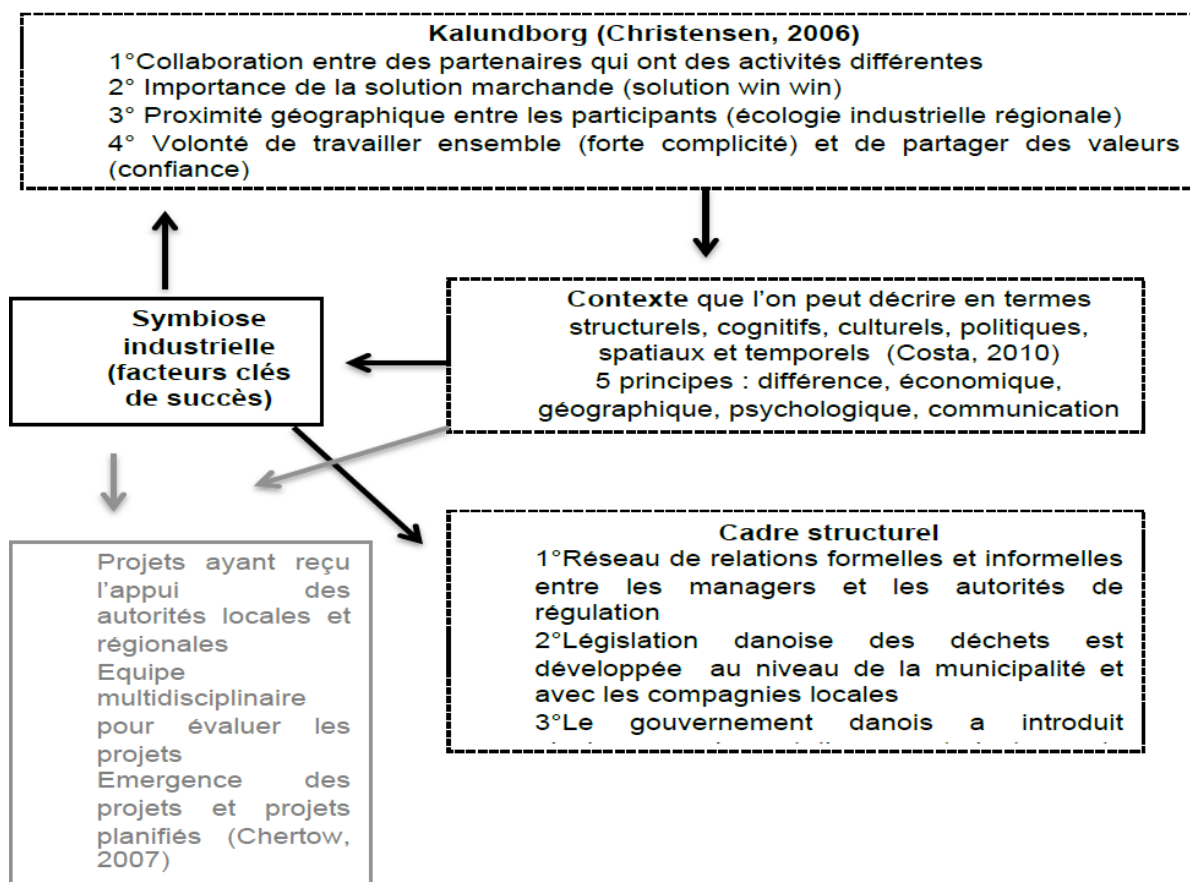 Kalundborg (Christensen, 2006)
1°Collaboration entre des partenaires qui ont des activités différentes
2° Importance de la solution marchande (solution win win)
3° Proximité géographique entre les participants (écologie industrielle régionale)
4° Volonté de travailler ensemble (forte complicité) et de partager des valeurs
(confiance)
Symbiose
industrielle
(facteurs clés
de succès)
Contexte que l'on peut décrire en termes
structurels, cognitifs, culturels, politiques,
spatiaux et temporels (Costa, 2010)
5 principes : différence, économique,
géographique, psychologique, communication
Projets ayant reçu
l'appui des
autorités locales et
régionales
Equipe
multidisciplinaire
pour évaluer les
projets
Emergence des
projets et projets
planifiés (Chertow,
2007)
Cadre structurel
1°Réseau de relations formelles et informelles
entre les managers et les autorités de
régulation
2°Législation danoise des déchets est
développée au niveau de la municipalité et
avec les compagnies locales
3°Le gouvernement danois a introduit